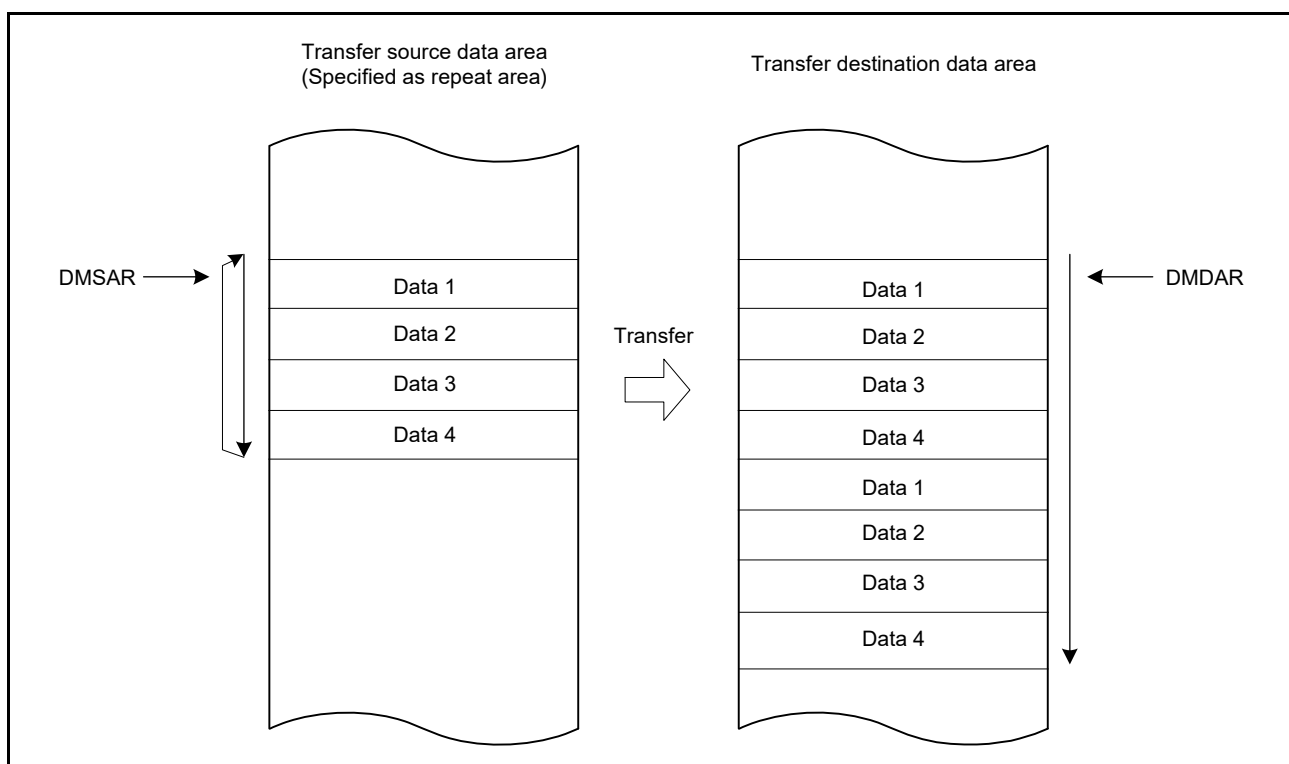 Transfer source data area
(Specified as repeat area)
Transfer destination data area
DMSAR
Data 1
Data 2
Data 3
Data 4
Transfer
Data 1
Data 2
Data 3
Data 4
Data 1
Data 2
Data 3
Data 4
DMDAR